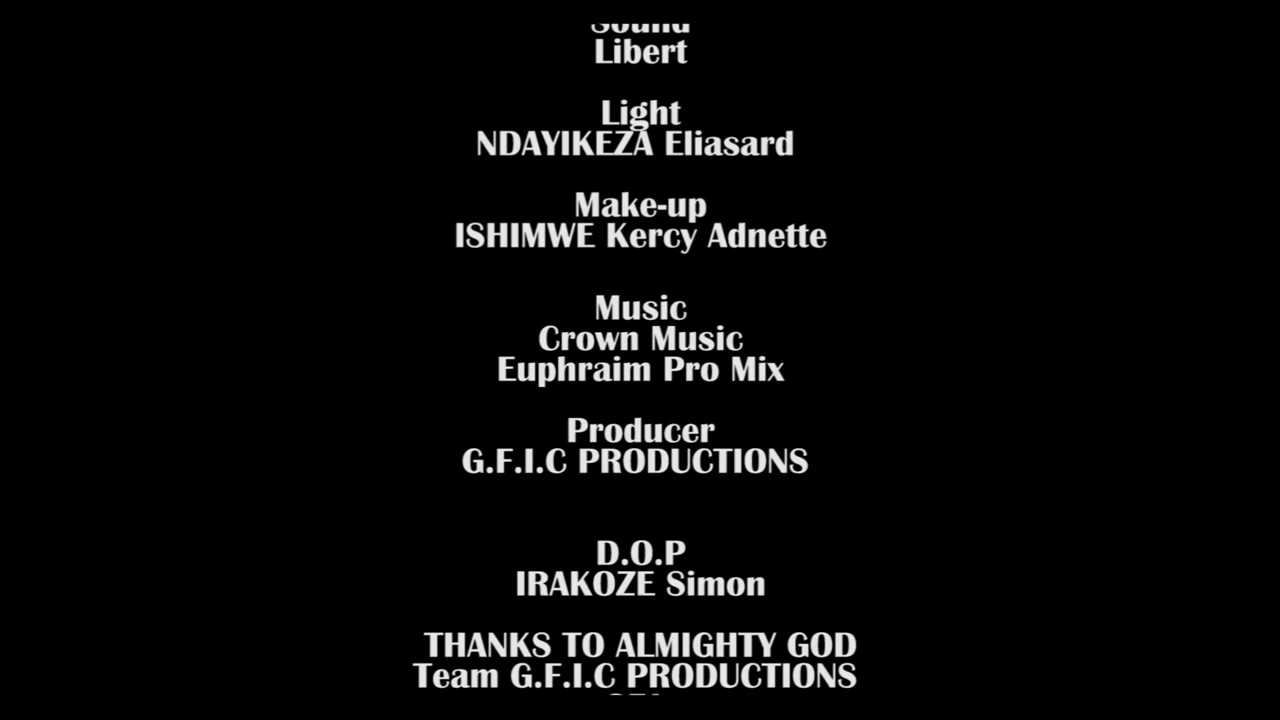 Sound
Libert
Light
NDAYIKEZA Eliasard
Make-up
ISHIMWE Kercy Adnette
Music
Crown Music
Euphraim Pro Mix
Producer
G.F.I.C PRODUCTIONS
D.O.P
IRAKOZE Simon
THANKS TO ALMIGHTY GOD
Team G.F.I.C PRODUCTIONS